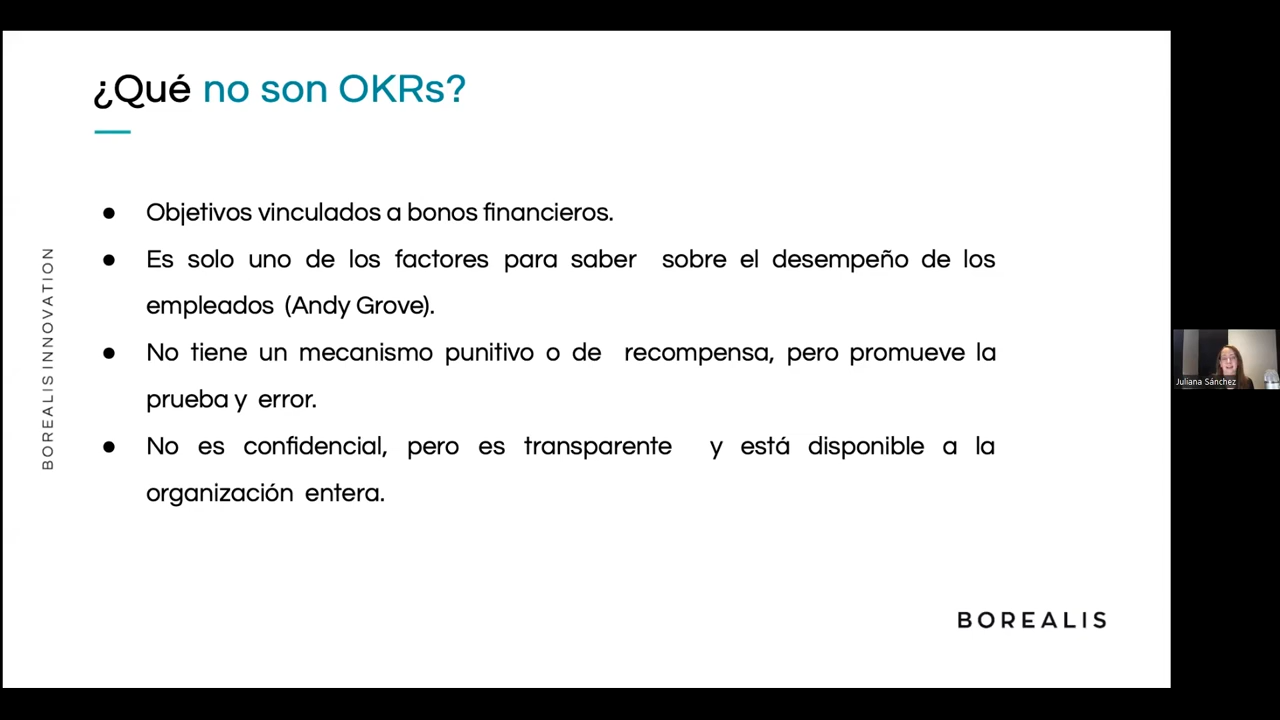 ¿Qué no son OKRs?
● Objetivos vinculados a bonos financieros.
● Es solo uno de los factores para saber sobre el desempeño de los
empleados (Andy Grove).
● No tiene un mecanismo punitivo o de recompensa, pero promueve la
prueba y error.
● No es confidencial, pero es transparente y está disponible a la
organización entera.
BOREALIS INNOVATION
BOREALIS
Juliana Sánchez